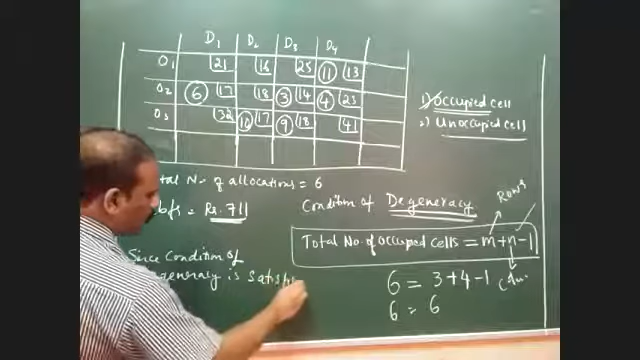 D1 D2 D3 D4
O1 21 16 25 11 13
O2 6 17 18 3 14 4 23
O3 32 17 9 18 41
1) Occupied cell
2) Unoccupied cell
tal No. of allocations = 6
bfs = Rs. 711
Condition of Degeneracy
Rows
Total No. of occupied cells = m+n-1
Since Condition of
generacy is Satisfi
6 = 3+4-1
6 = 6